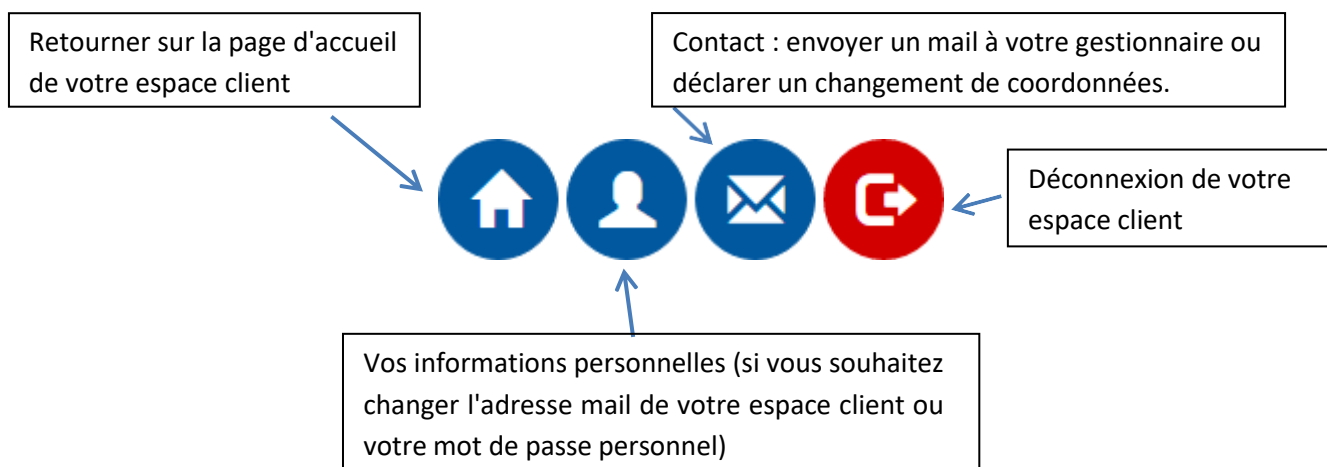 Retourner sur la page d'accueil
de votre espace client
Contact : envoyer un mail à votre gestionnaire ou
déclarer un changement de coordonnées.
Déconnexion de votre
espace client
Vos informations personnelles (si vous souhaitez
changer l'adresse mail de votre espace client ou
votre mot de passe personnel)